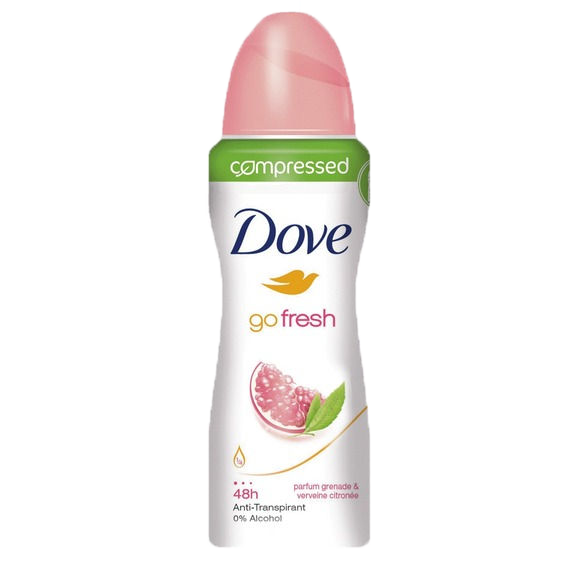 compressed
Dove
go fresh
parfum grenade &
verveine citronée
48h
Anti-Transpirant
0% Alcohol